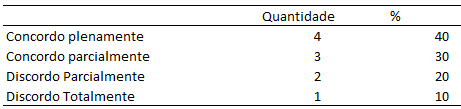 Quantidade %
Concordo plenamente 4 40
Concordo parcialmente 3 30
Discordo Parcialmente 2 20
Discordo Totalmente 1 10